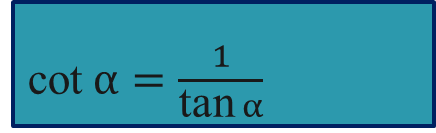 cot α = 1/tan α